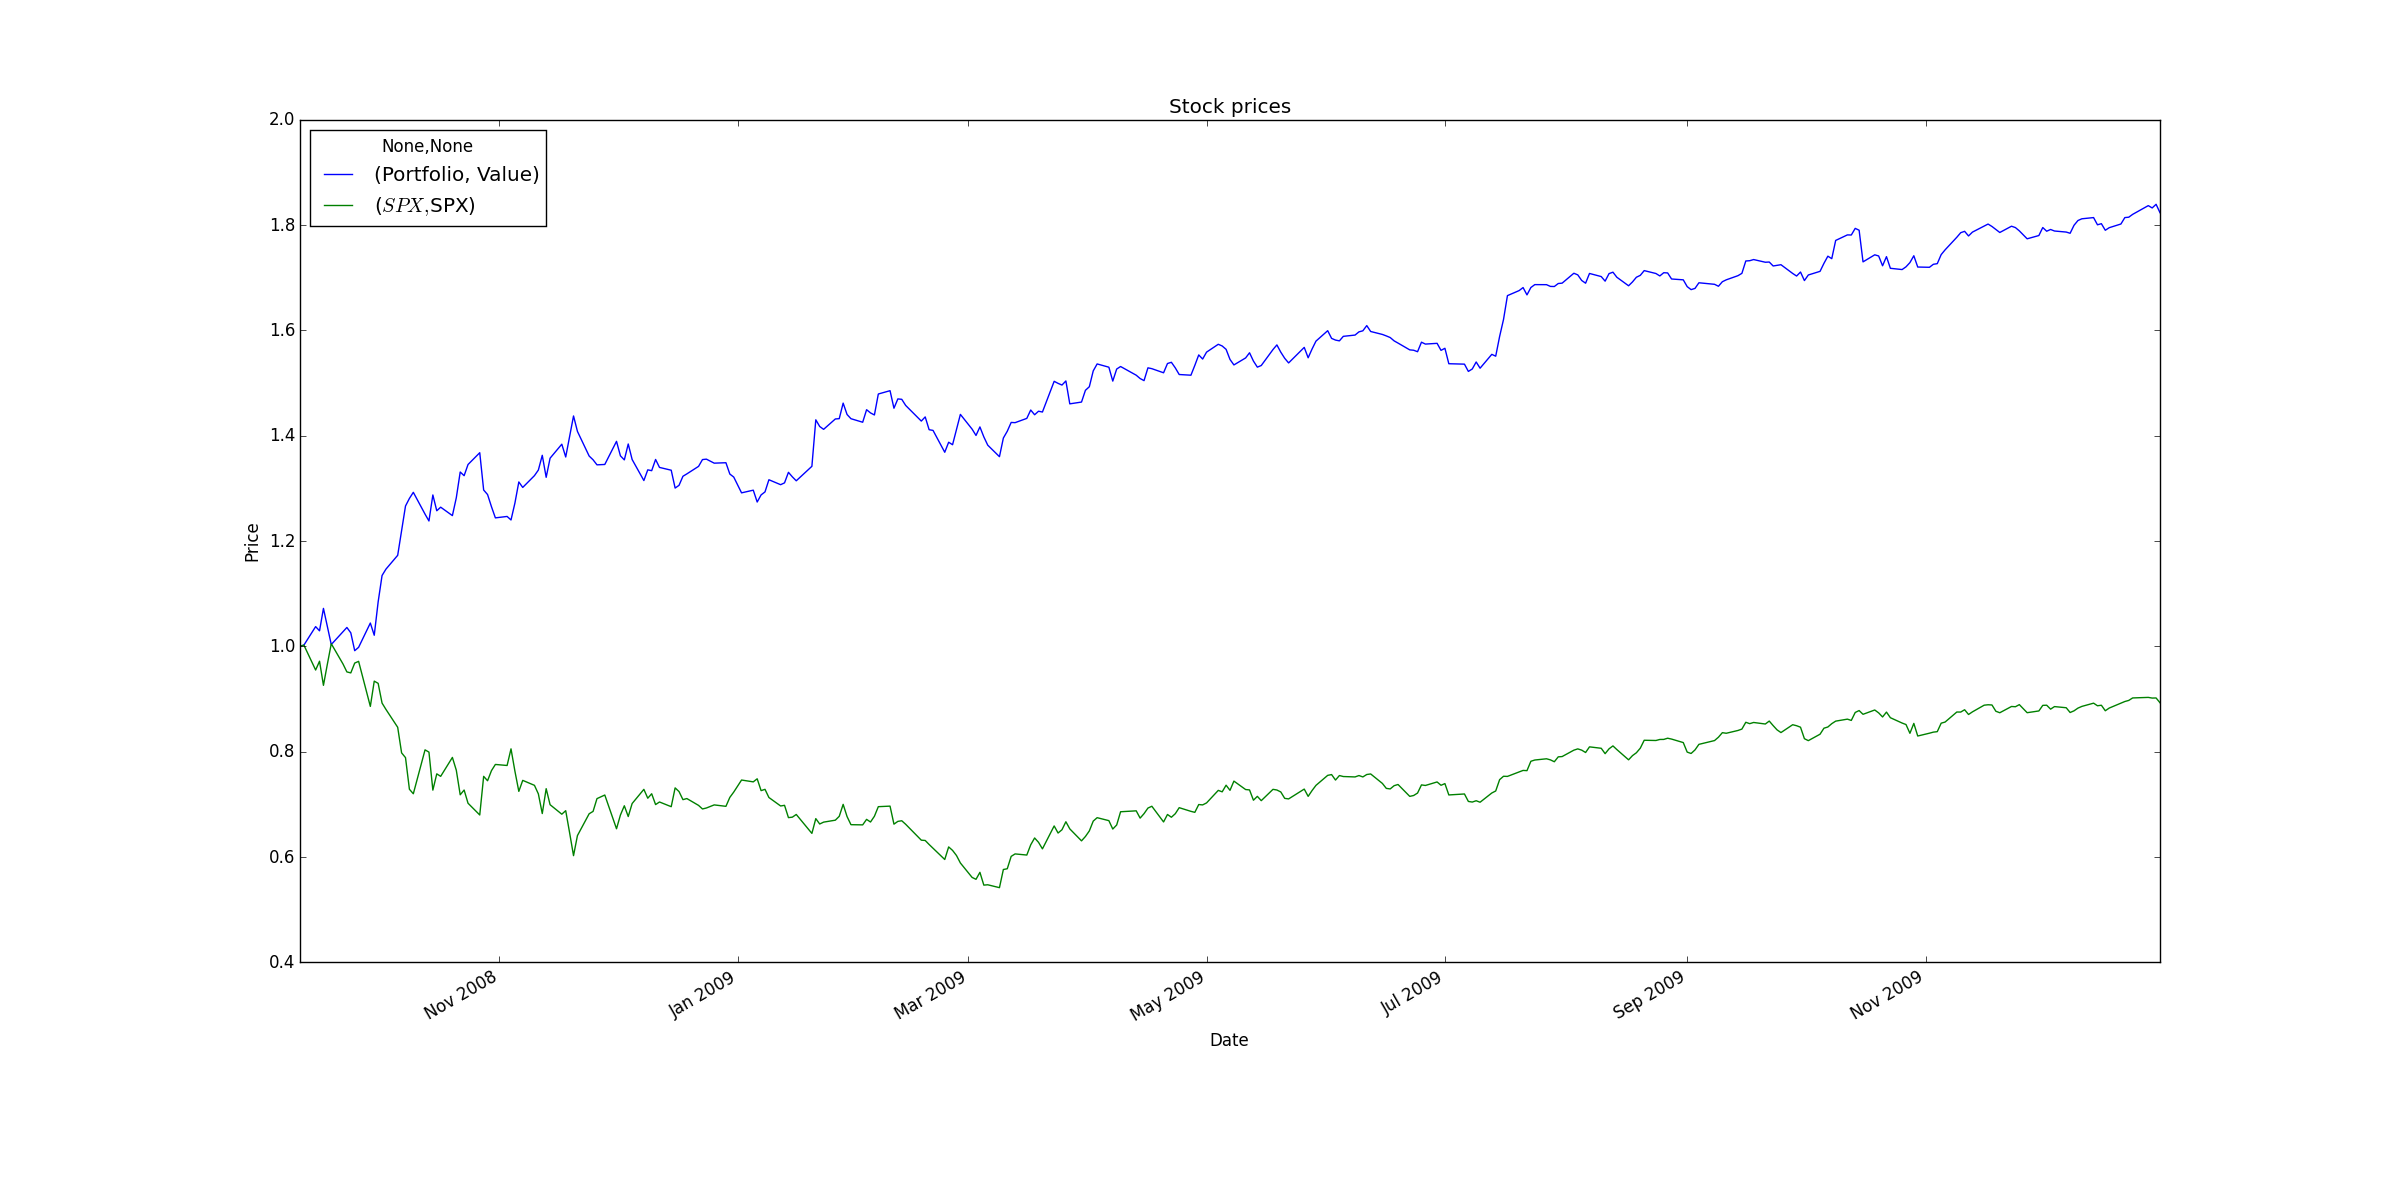 Stock prices
2.0
1.8
1.6
1.4
1.2
1.0
0.8
0.6
0.4
Price
None,None
(Portfolio, Value)
(SPX,SPX)
Nov 2008
Jan 2009
Mar 2009
May 2009
Jul 2009
Sep 2009
Nov 2009
Date